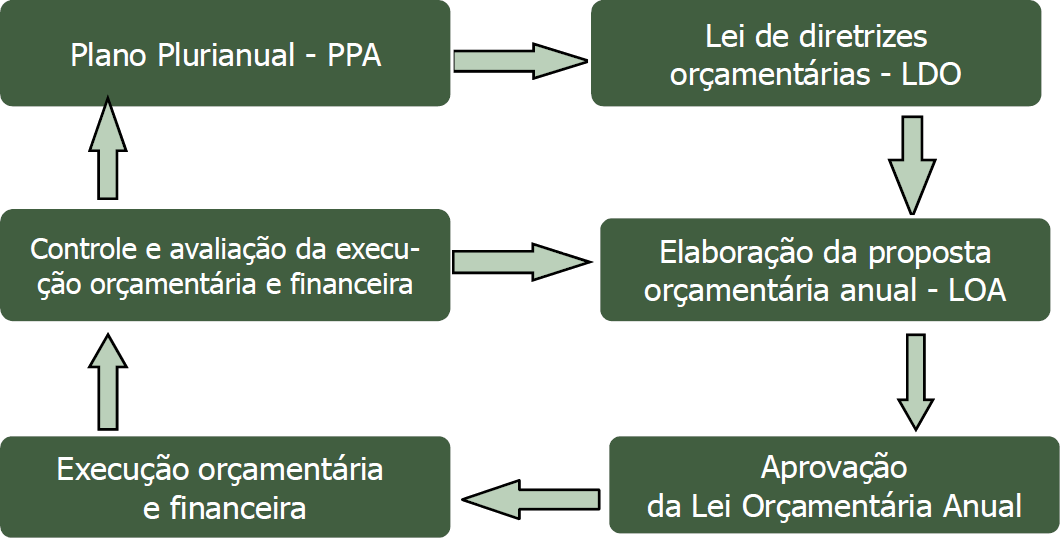 Plano Plurianual - PPA
Lei de diretrizes
orçamentárias - LDO
Controle e avaliação da execu-
ção orçamentária e financeira
Elaboração da proposta
orçamentária anual - LOA
Execução orçamentária
e financeira
Aprovação
da Lei Orçamentária Anual